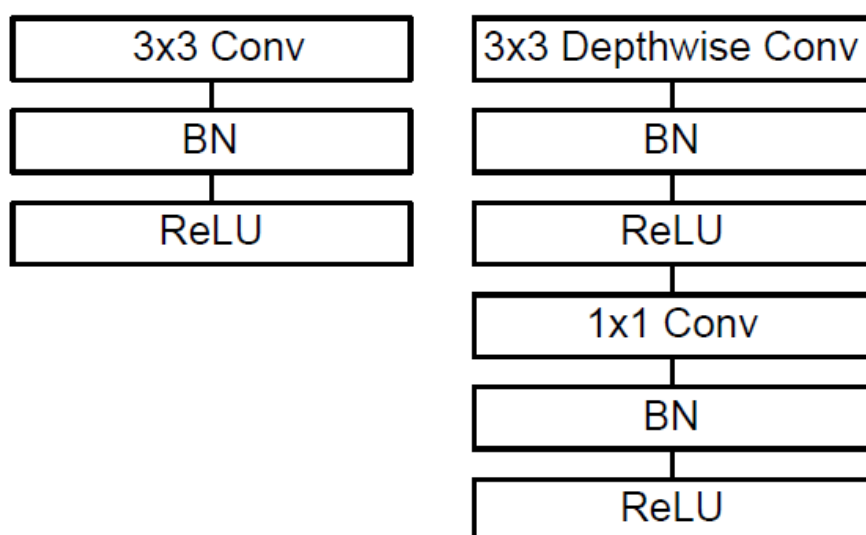 3x3 Conv
BN
ReLU
3x3 Depthwise Conv
BN
ReLU
1x1 Conv
BN
ReLU